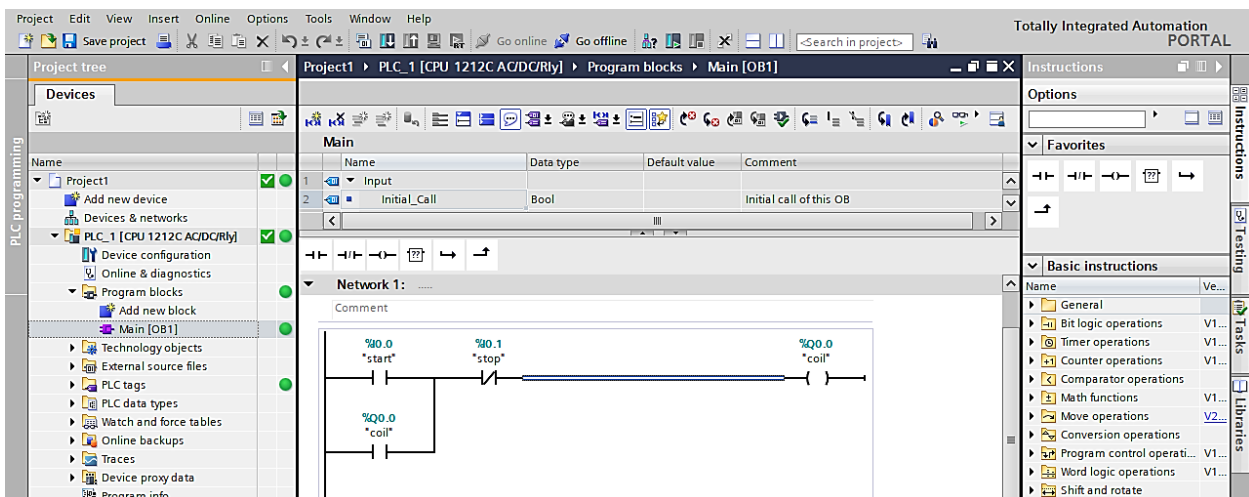 Project Edit View Insert Online Options Tools Window Help
Totally Integrated Automation
PORTAL
Save project
Go online
Go offline
<Search in project>
PLC programming
Project tree
Devices
Name
Project1
Add new device
Devices & networks
PLC_1 [CPU 1212C AC/DC/Rly]
Device configuration
Online & diagnostics
Program blocks
Add new block
Main [OB1]
Technology objects
External source files
PLC tags
PLC data types
Watch and force tables
Online backups
Traces
Device proxy data
Program info
Project1 PLC_1 [CPU 1212C AC/DC/Rly] Program blocks Main [OB1]
Main
Name Data type Default value Comment
1 Input
2 Initial_Call Bool Initial call of this OB
??
Network 1: .....
Comment
%I0.0 %I0.1 %Q0.0
"start" "stop" "coil"
%Q0.0
"coil"
Instructions
Options
Favorites
??
Basic instructions
Name Ve...
General
Bit logic operations V1...
Timer operations V1...
Counter operations V1...
Comparator operations
Math functions V1...
Move operations V2...
Conversion operations
Program control operati... V1...
Word logic operations V1...
Shift and rotate
Instructions
Testing
Tasks
Libraries